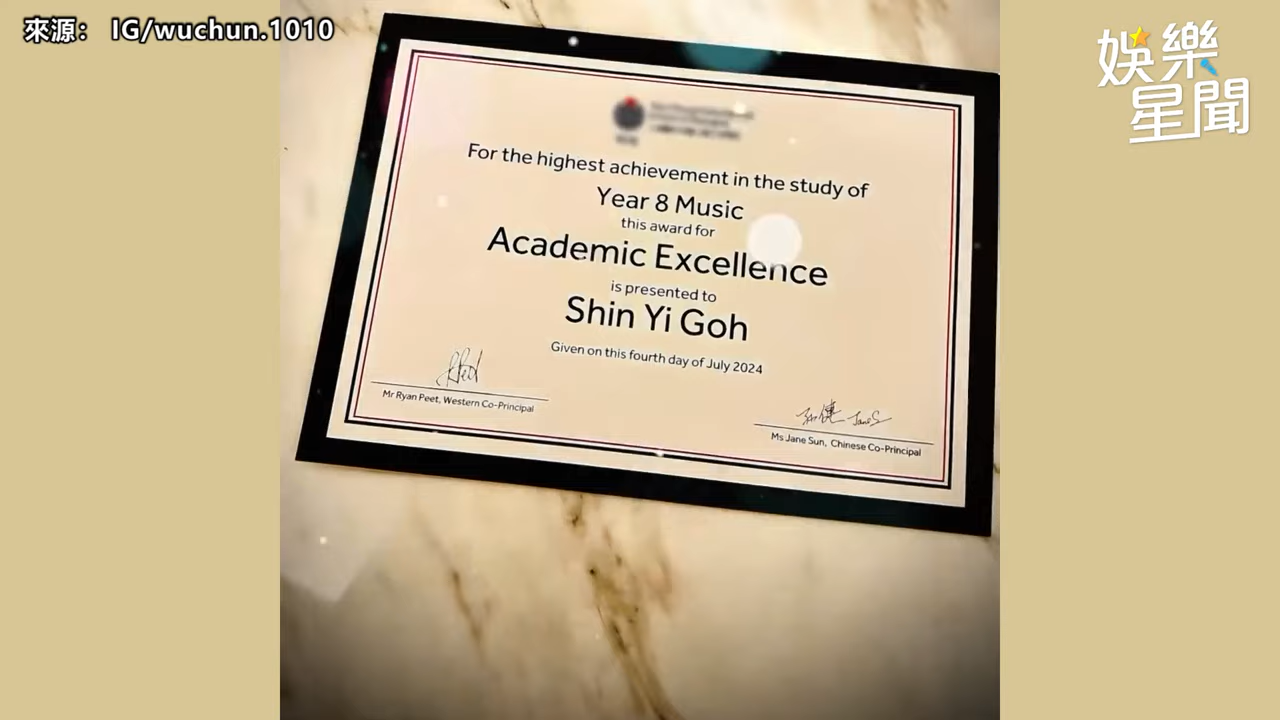 來源： IG/wuchun.1010
娛樂
星聞
For the highest achievement in the study of
Year 8 Music
this award for
Academic Excellence
is presented to
Shin Yi Goh
Given on this fourth day of July 2024
Mr Ryan Peet, Western Co-Principal
Ms Jane Sun, Chinese Co-Principal